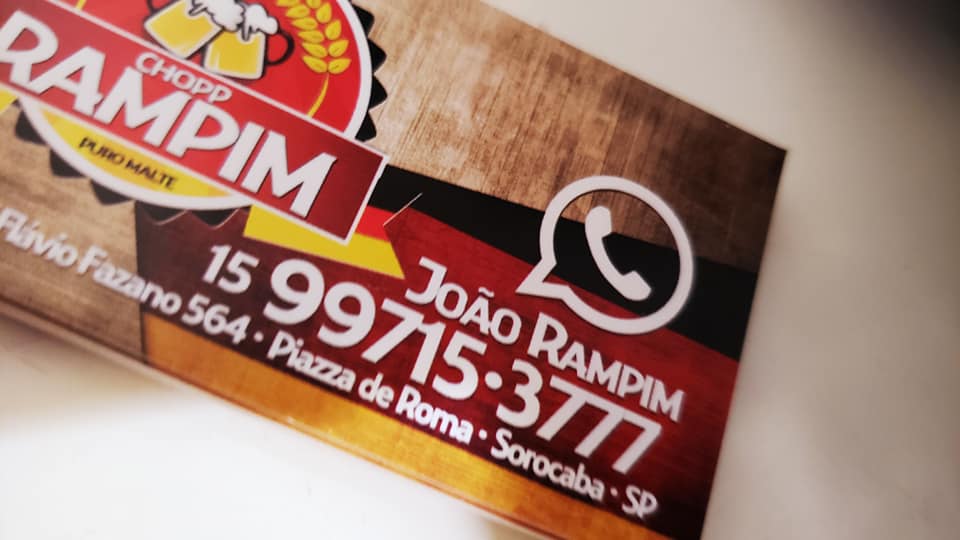 CHOPP
RAMPIM
PURO MALTE
JOÃO RAMPIM
15 99715·3777
Flávio Fazano 564 · Piazza de Roma · Sorocaba · SP